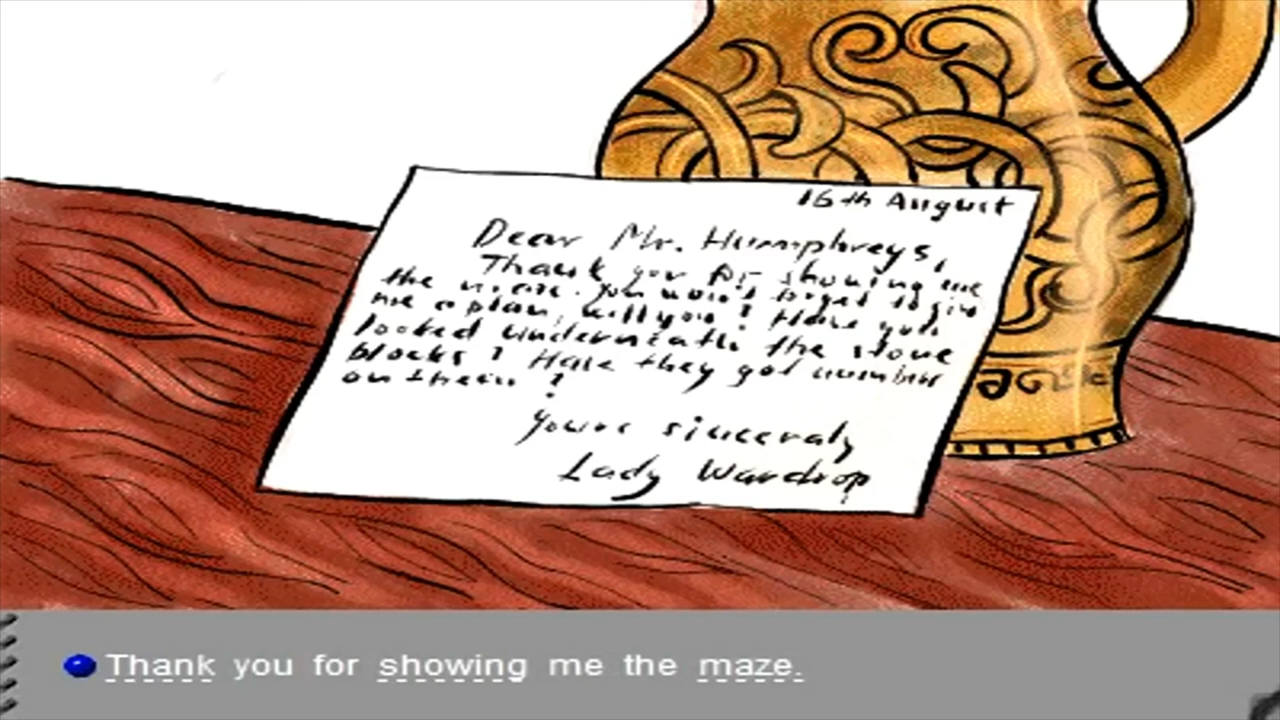 16th August
Dear Mr. Humphreys,
Thank you for showing me
the maze. You won't forget to give
me a plan, will you? Have you
looked underneath the stone
blocks? Have they got number
on them?
Yours sinceraly
Lady Wardrop
Thank you for showing me the maze.